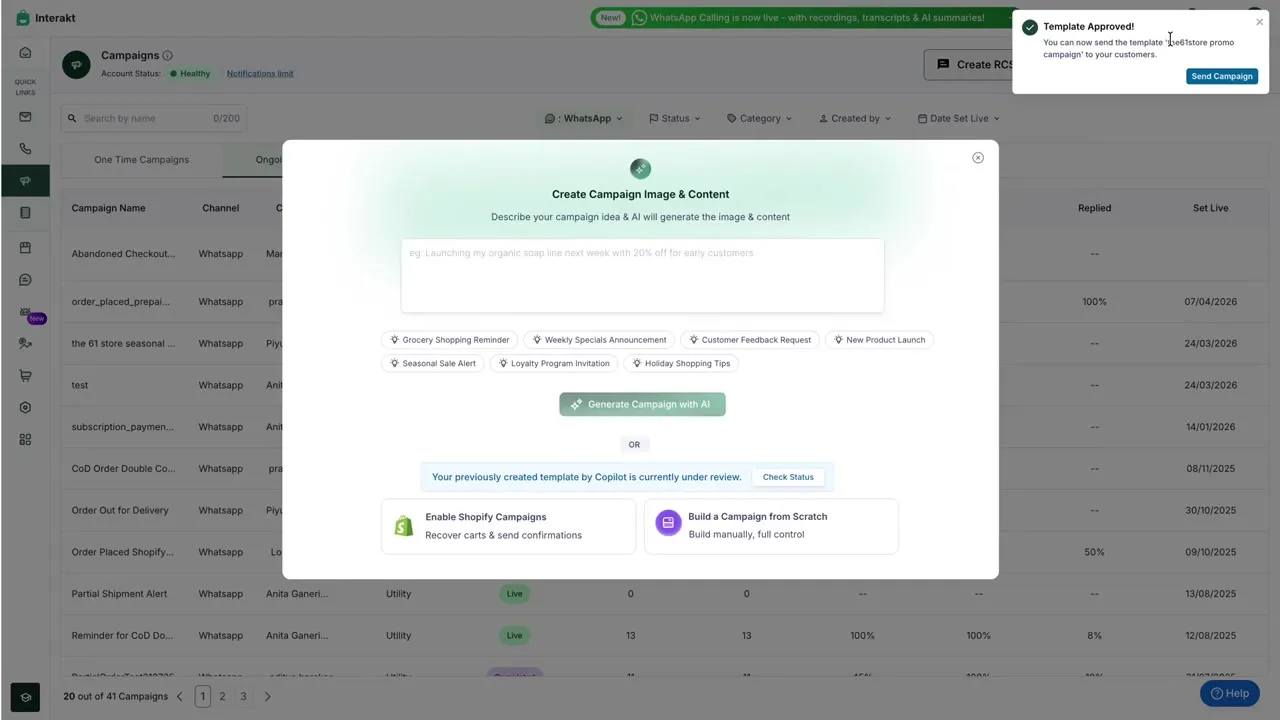 Interakt
New! WhatsApp Calling is now live – with recordings, transcripts & AI summaries!
Template Approved!
You can now send the template 'the61store promo
campaign' to your customers.
Send Campaign
QUICK
LINKS
New
Campaigns
Account Status: Healthy Notifications limit
Create RCS
Search by name 0/200
: WhatsApp Status Category Created by Date Set Live
One Time Campaigns
Campaign Name Channel Replied Set Live
Abandoned Checkout... Whatsapp Mar --
order_placed_prepai... Whatsapp pra 100% 07/04/2026
the 61 store seasonal ... Whatsapp Piyu -- 24/03/2026
test Whatsapp Anit -- 24/03/2026
subscription_paymen... Whatsapp Anit -- 14/01/2026
CoD Order Double Co... Whatsapp pra -- 08/11/2025
Order Out for Delivery Whatsapp Piyu -- 30/10/2025
Order Placed Shopify... Whatsapp Lo 50% 09/10/2025
Partial Shipment Alert Whatsapp Anita Ganeri... Utility Live 0 0 -- -- -- 13/08/2025
Reminder for CoD Do... Whatsapp Anita Ganeri... Utility Live 13 13 100% 100% 8% 12/08/2025
20 out of 41 Campaigns 1 2 3
Help
Create Campaign Image & Content
Describe your campaign idea & AI will generate the image & content
eg: Launching my organic soap line next week with 20% off for early customers
Grocery Shopping Reminder Weekly Specials Announcement Customer Feedback Request New Product Launch
Seasonal Sale Alert Loyalty Program Invitation Holiday Shopping Tips
Generate Campaign with AI
OR
Your previously created template by Copilot is currently under review. Check Status
Enable Shopify Campaigns
Recover carts & send confirmations
Build a Campaign from Scratch
Build manually, full control